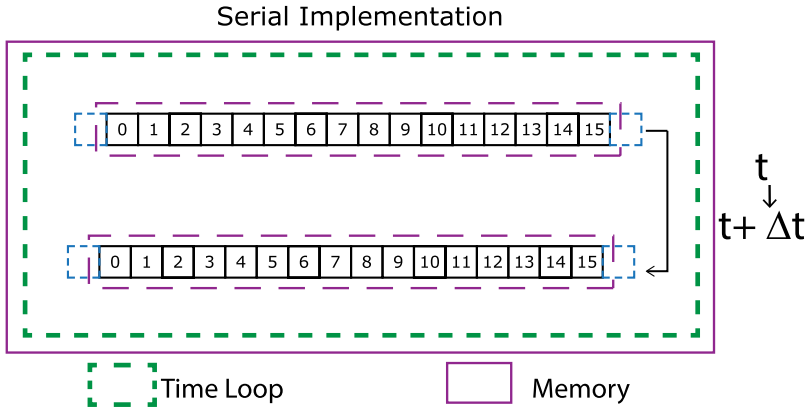 Serial Implementation
0 1 2 3 4 5 6 7 8 9 10 11 12 13 14 15
t
↓
t+ Δt
0 1 2 3 4 5 6 7 8 9 10 11 12 13 14 15
Time Loop
Memory